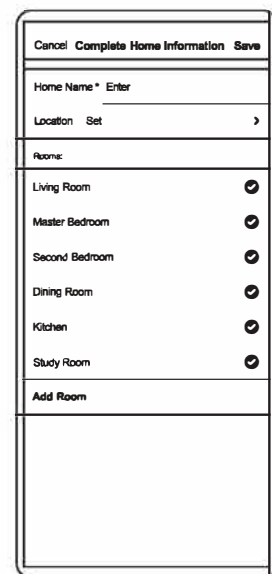 Cancel Complete Home Information Save
Home Name * Enter
Location Set
Rooms:
Living Room
Master Bedroom
Second Bedroom
Dining Room
Kitchen
Study Room
Add Room